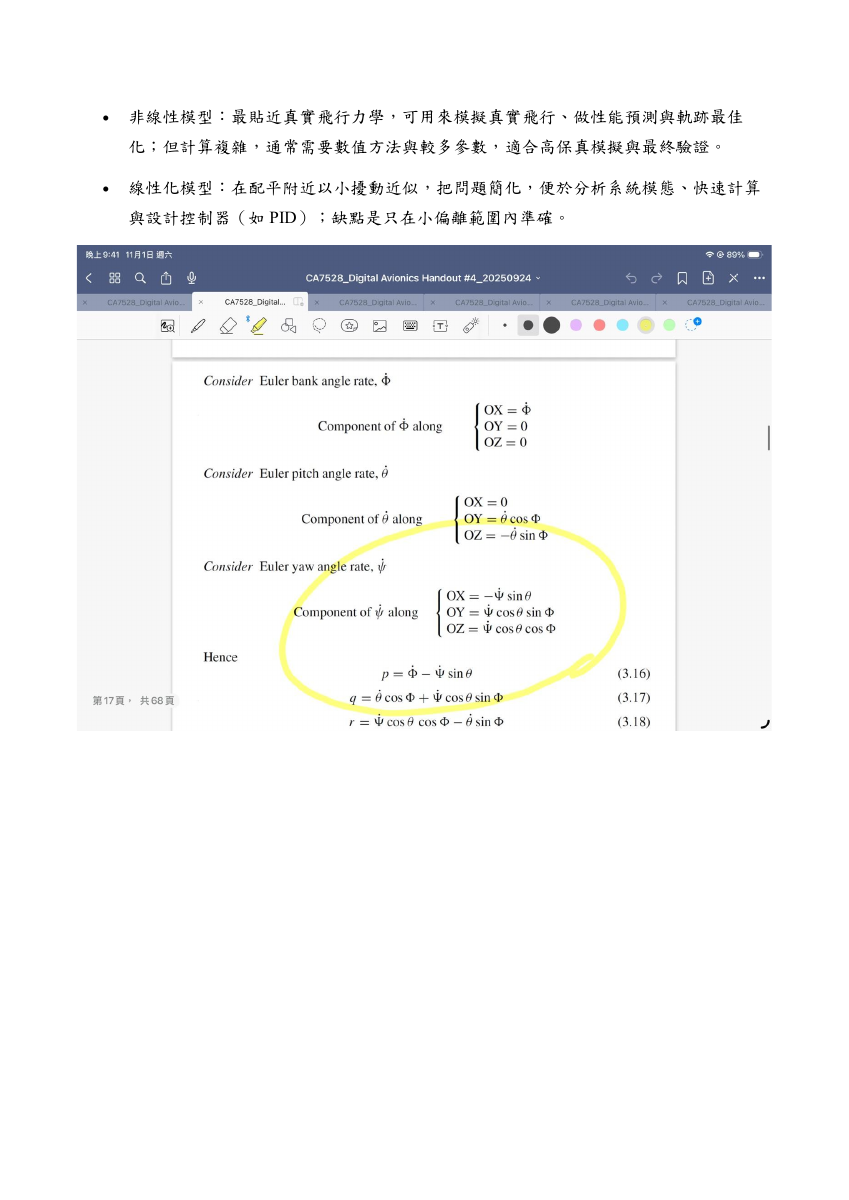 • 非線性模型：最貼近真實飛行力學，可用來模擬真實飛行、做性能預測與軌跡最佳
化；但計算複雜，通常需要數值方法與較多參數，適合高保真模擬與最終驗證。
• 線性化模型：在配平附近以小擾動近似，把問題簡化，便於分析系統模態、快速計算
與設計控制器（如 PID）；缺點是只在小偏離範圍內準確。
晚上9:41 11月1日 週六 89%
CA7528_Digital Avionics Handout #4_20250924
CA7528_Digital Avio... CA7528_Digital... CA7528_Digital Avio... CA7528_Digital Avio... CA7528_Digital Avio... CA7528_Digital Avio...
Consider Euler bank angle rate, Φ̇
OX = Φ̇
Component of Φ̇ along OY = 0
OZ = 0
Consider Euler pitch angle rate, θ̇
OX = 0
Component of θ̇ along OY = θ̇ cos Φ
OZ = −θ̇ sin Φ
Consider Euler yaw angle rate, ψ̇
OX = −Ψ̇ sin θ
Component of ψ̇ along OY = Ψ̇ cos θ sin Φ
OZ = Ψ̇ cos θ cos Φ
Hence
p = Φ̇ − Ψ̇ sin θ (3.16)
q = θ̇ cos Φ + Ψ̇ cos θ sin Φ (3.17)
第17頁， 共68頁
r = Ψ̇ cos θ cos Φ − θ̇ sin Φ (3.18)